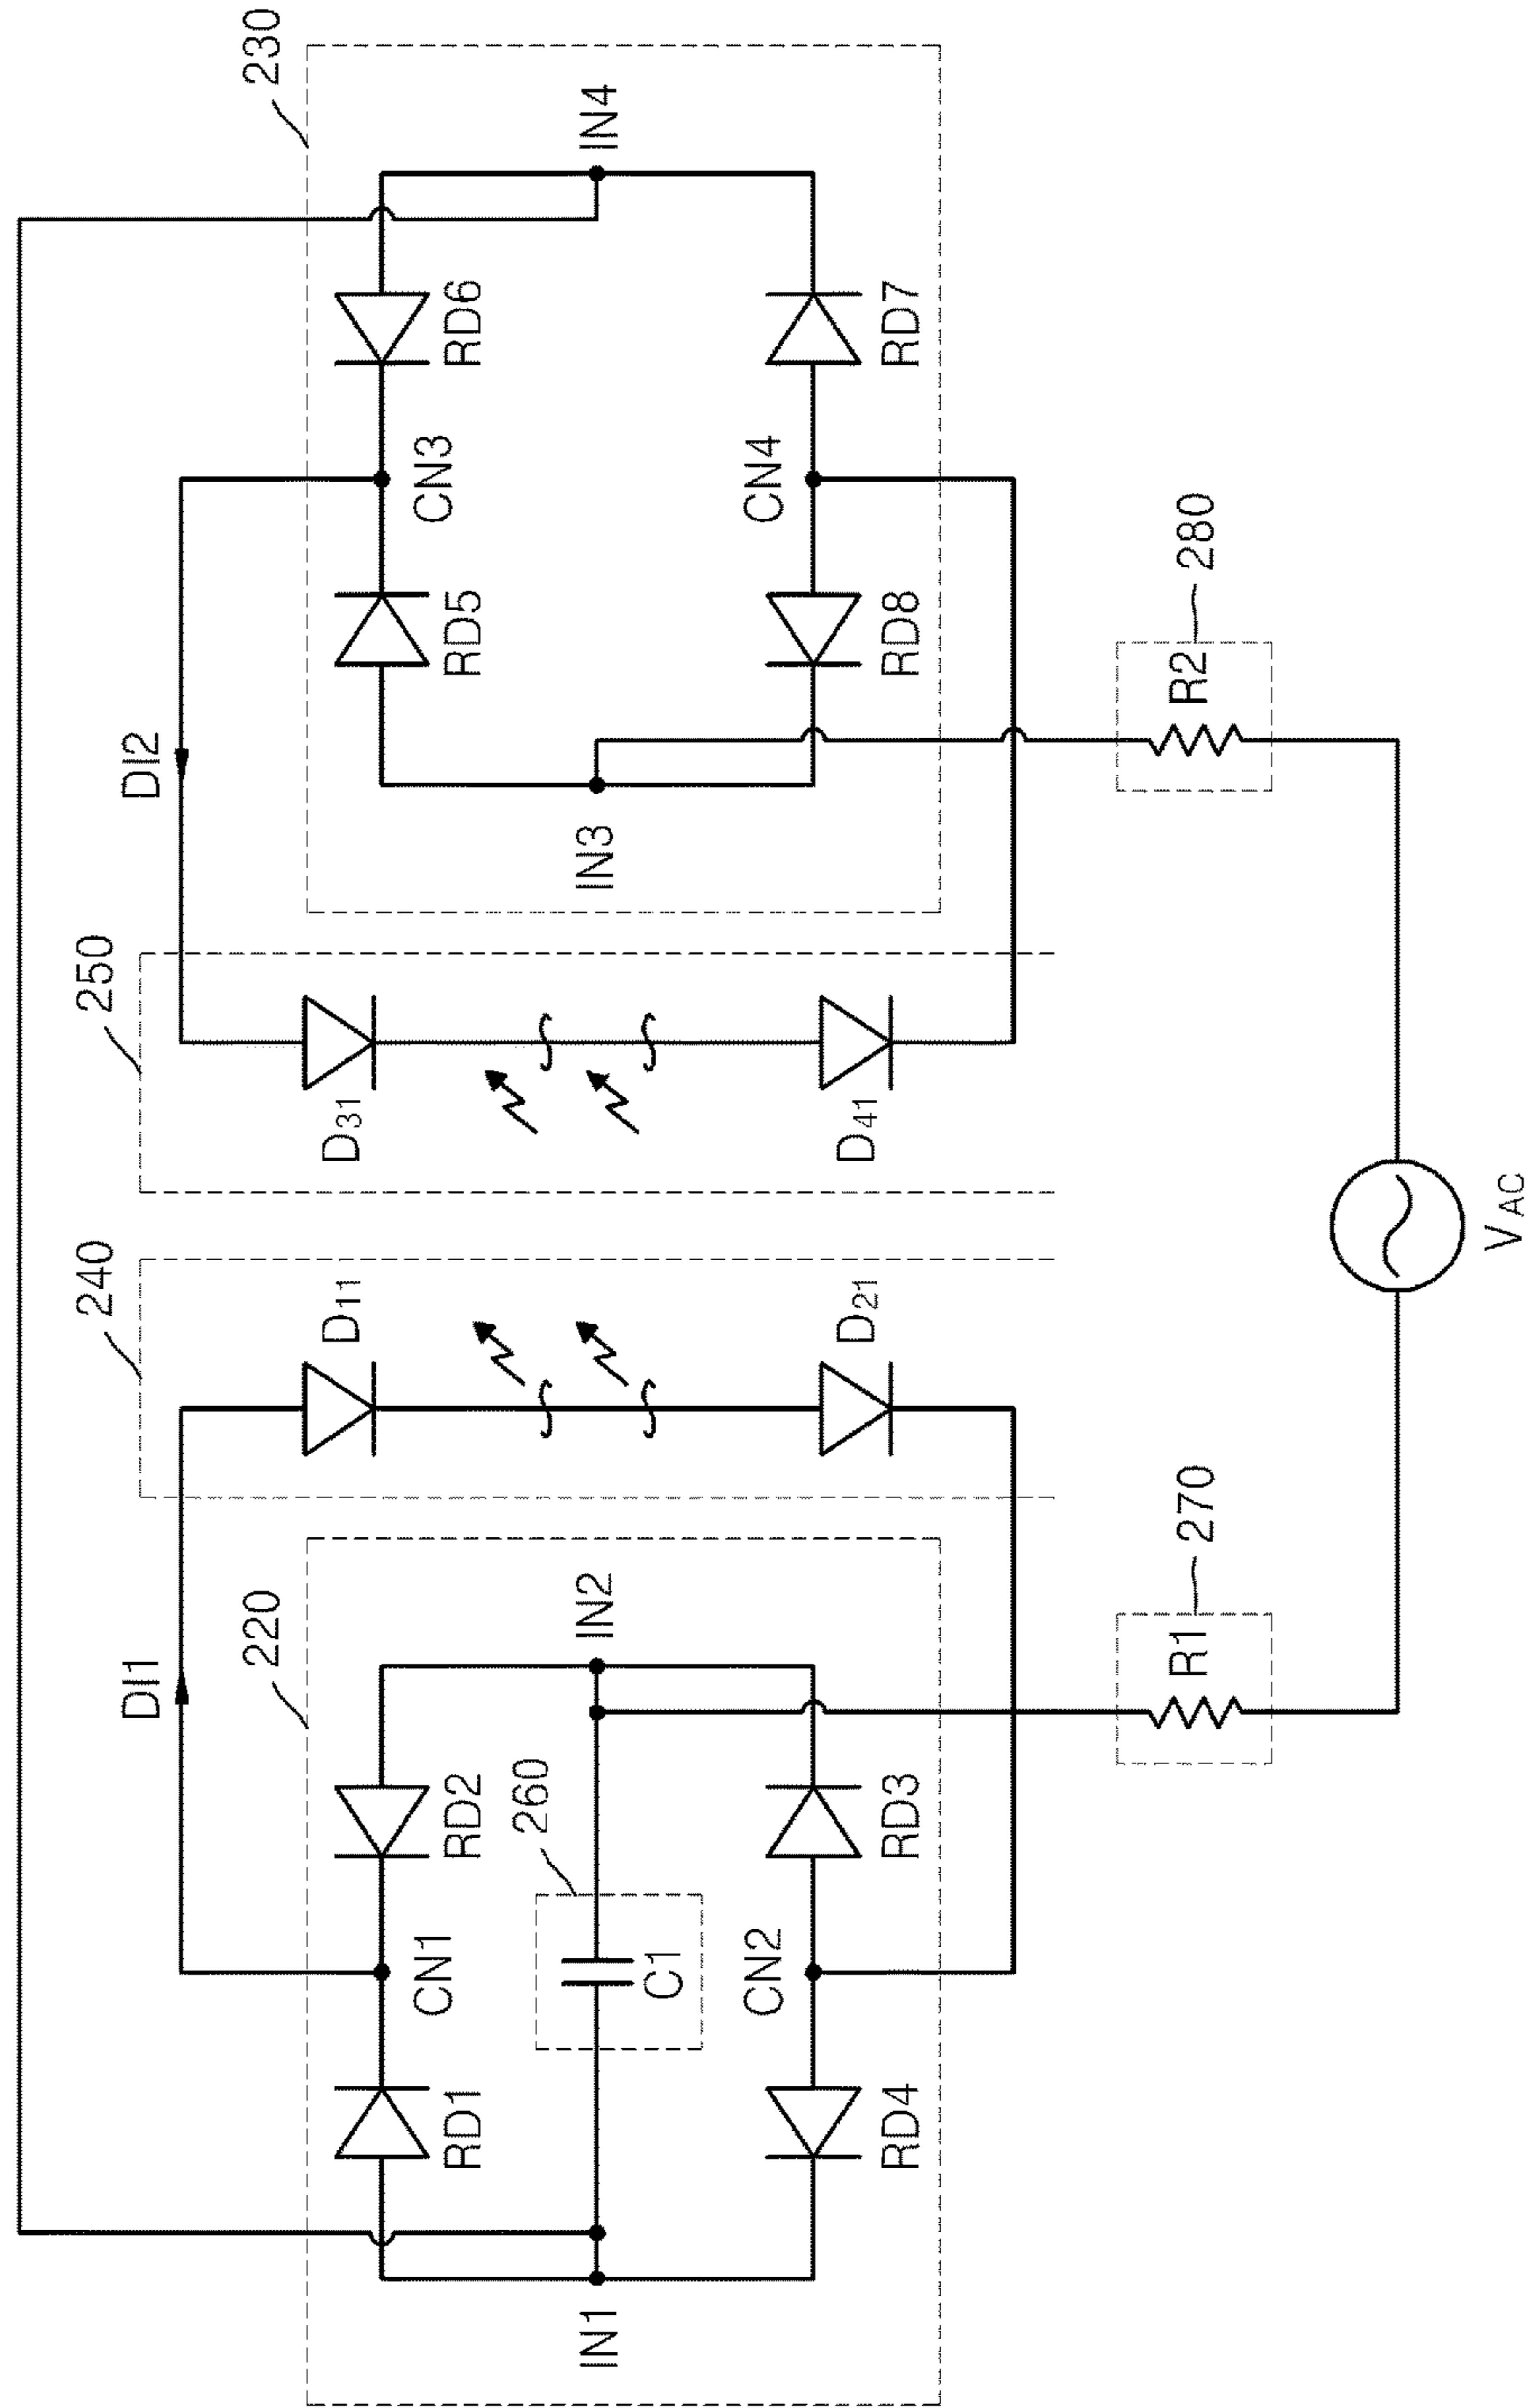 230
IN4
RD6
RD7
CN3
CN4
RD5
RD8
280
R2
DI2
IN3
250
D31
D41
VAC
240
D11
D21
270
R1
DI1
220
IN2
RD2
260
RD3
CN1
C1
CN2
RD1
RD4
IN1